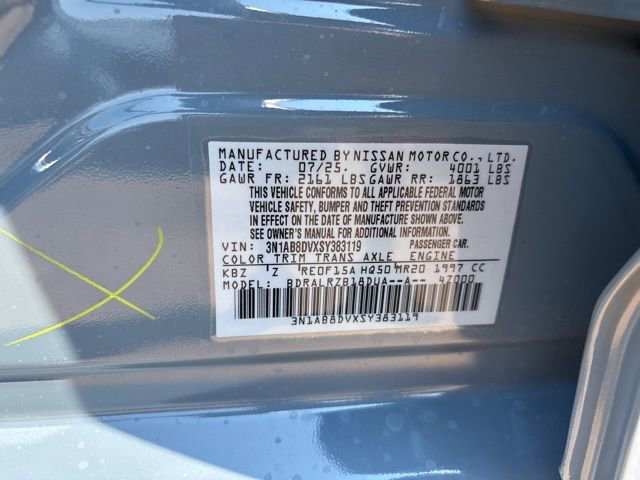 MANUFACTURED BY NISSAN MOTOR CO., LTD.
DATE: 07/25. GVWR: 4001 LBS
GAWR FR: 2161 LBS GAWR RR: 1863 LBS
THIS VEHICLE CONFORMS TO ALL APPLICABLE FEDERAL MOTOR
VEHICLE SAFETY, BUMPER AND THEFT PREVENTION STANDARDS
IN EFFECT ON THE DATE OF MANUFACTURE SHOWN ABOVE.
SEE OWNER'S MANUAL FOR ADDITIONAL INFORMATION.
VIN: 3N1AB8DVXSY383119 PASSENGER CAR.
COLOR TRIM TRANS AXLE ENGINE
KBZ 'Z RE0F15A HQ50 MR20 1997 CC
MODEL: BDRALRZB18DUA--A-- 47000
3N1AB8DVXSY383119